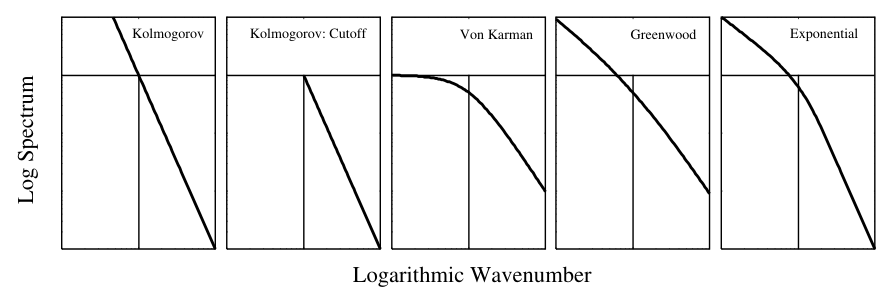 Kolmogorov
Kolmogorov: Cutoff
Von Karman
Greenwood
Exponential
Log Spectrum
Logarithmic Wavenumber